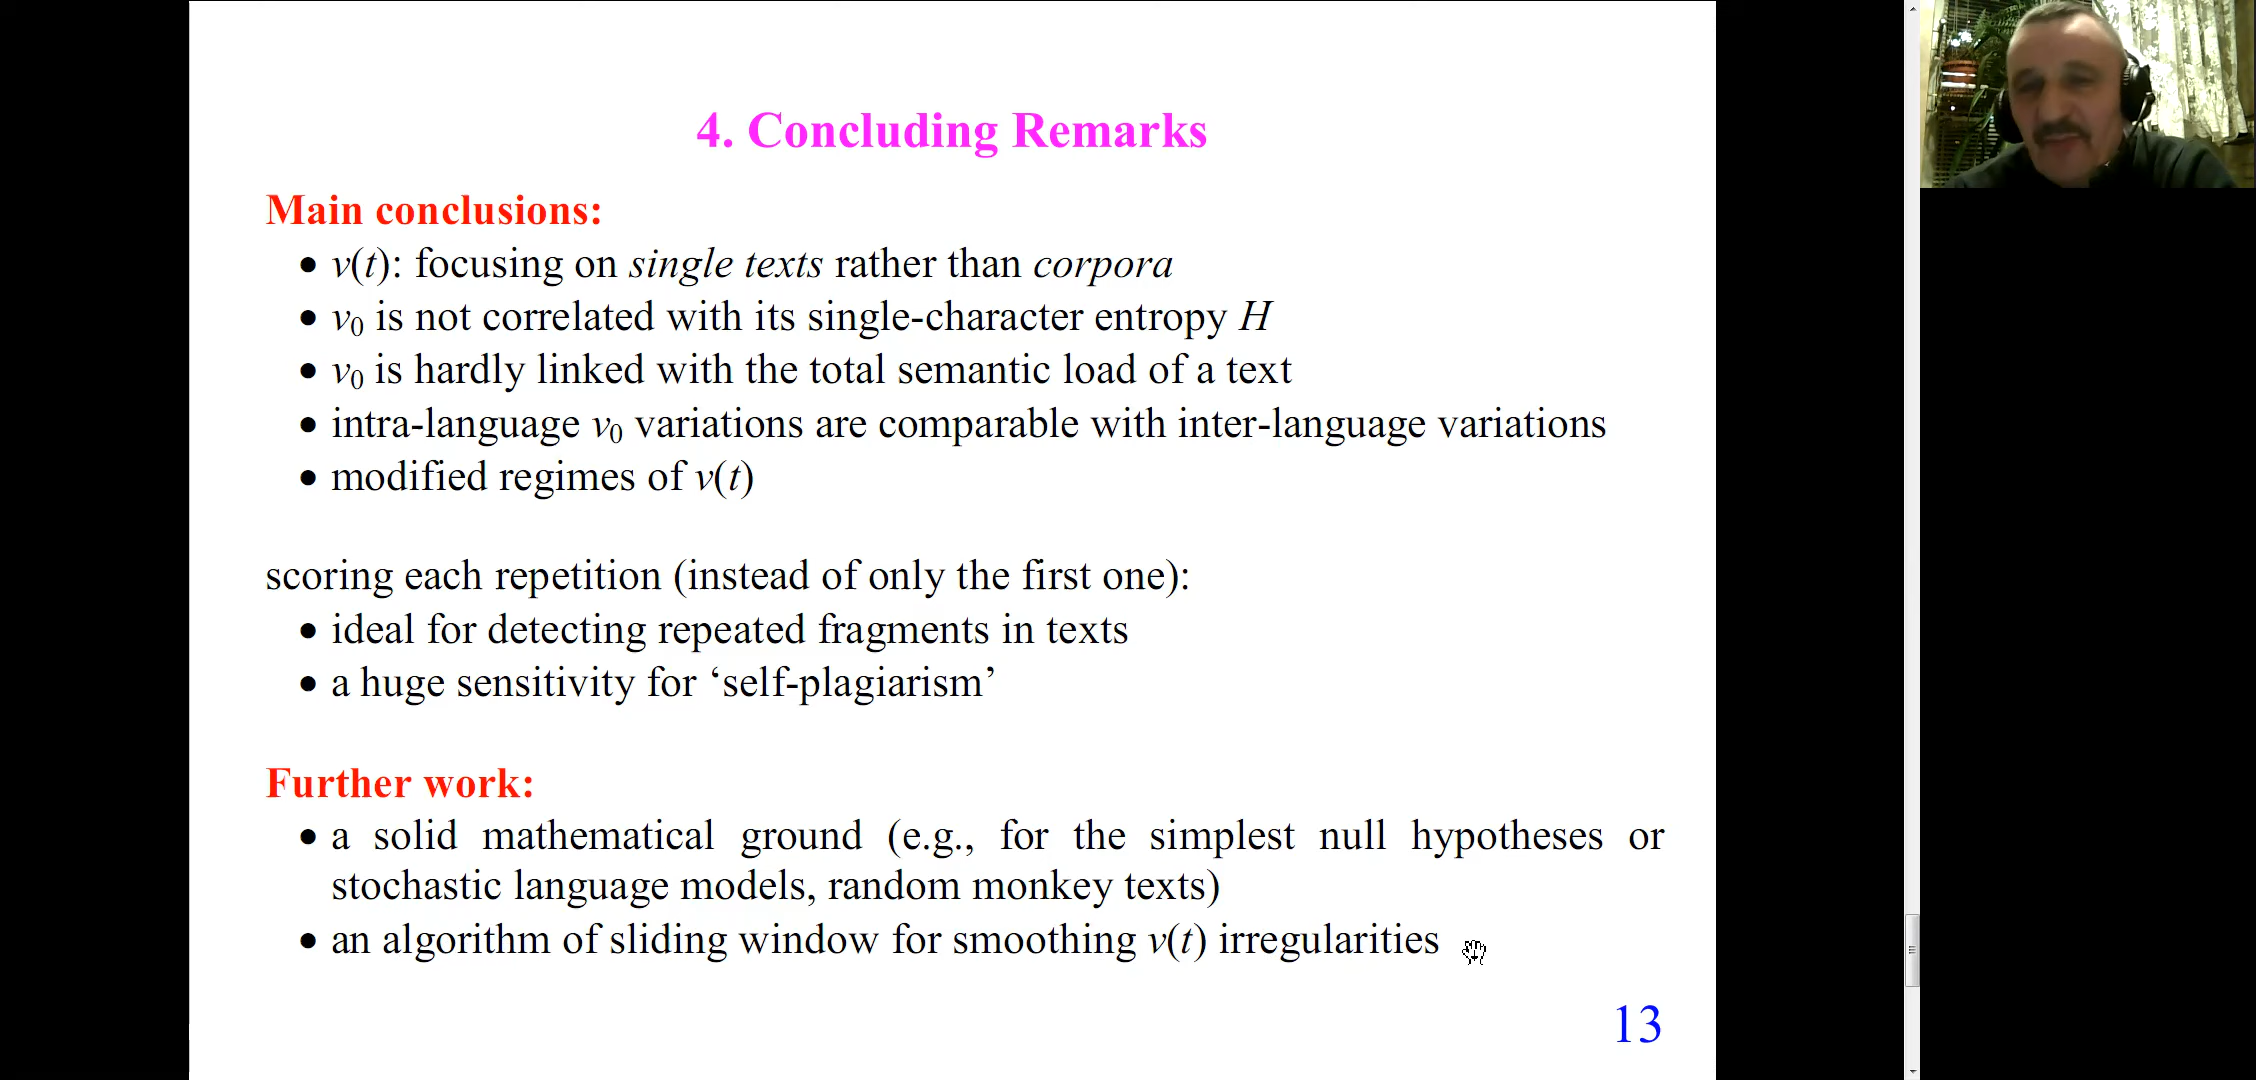 4. Concluding Remarks
Main conclusions:
• v(t): focusing on single texts rather than corpora
• v₀ is not correlated with its single-character entropy H
• v₀ is hardly linked with the total semantic load of a text
• intra-language v₀ variations are comparable with inter-language variations
• modified regimes of v(t)
scoring each repetition (instead of only the first one):
• ideal for detecting repeated fragments in texts
• a huge sensitivity for ‘self-plagiarism’
Further work:
• a solid mathematical ground (e.g., for the simplest null hypotheses or
stochastic language models, random monkey texts)
• an algorithm of sliding window for smoothing v(t) irregularities
13